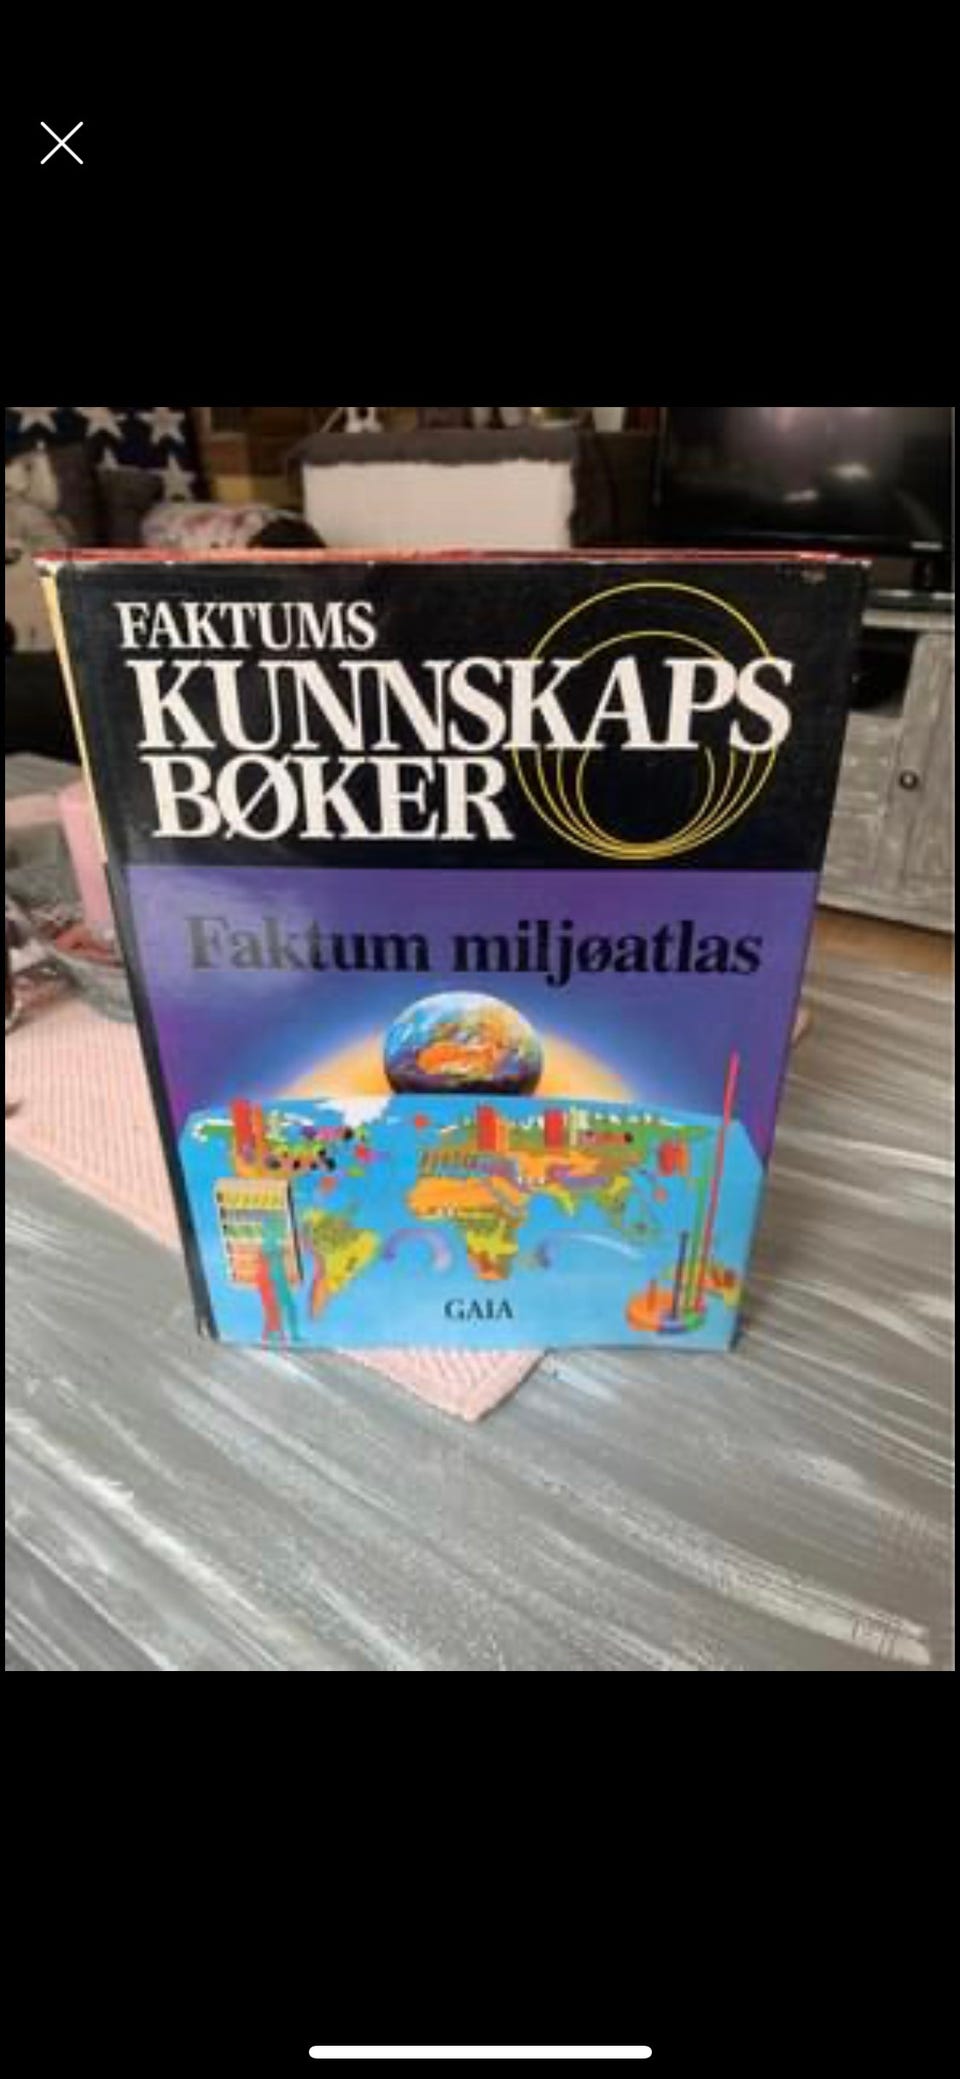 FAKTUMS
KUNNSKAPS
BØKER
Faktum miljøatlas
GAIA